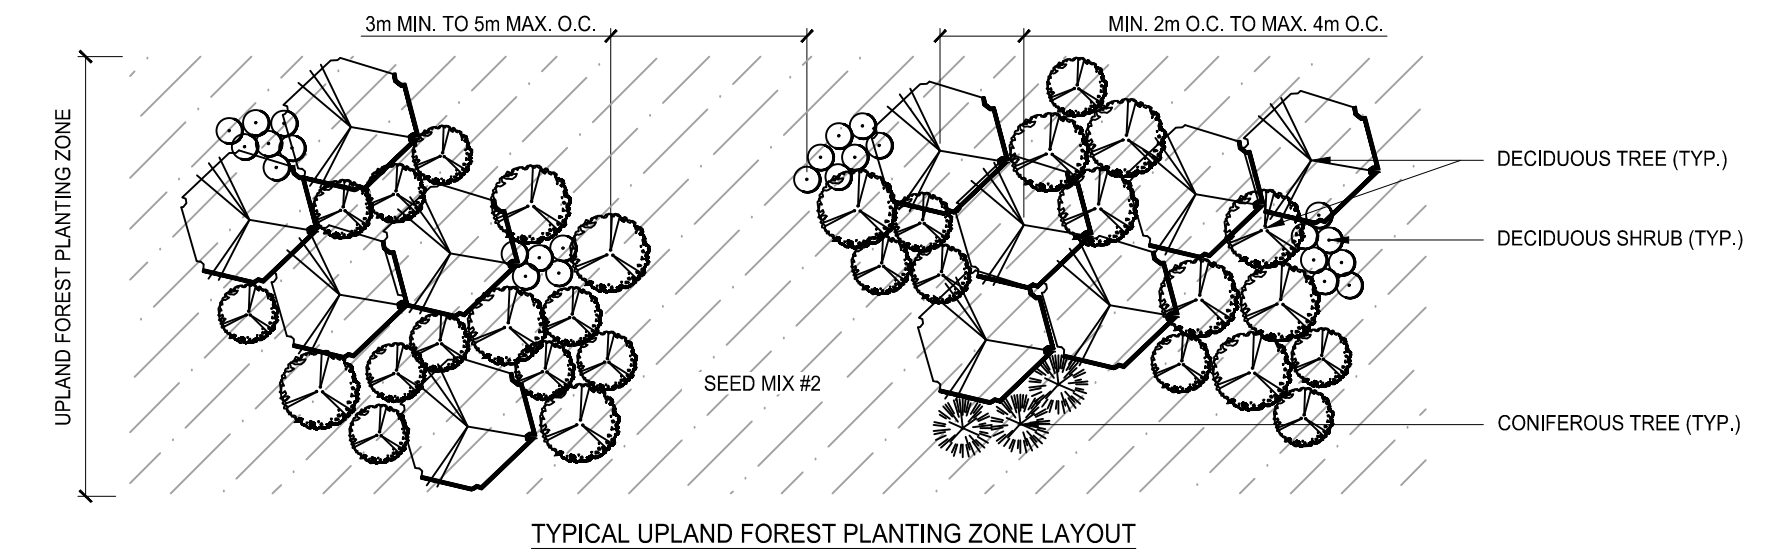 3m MIN. TO 5m MAX. O.C.
MIN. 2m O.C. TO MAX. 4m O.C.
UPLAND FOREST PLANTING ZONE
DECIDUOUS TREE (TYP.)
DECIDUOUS SHRUB (TYP.)
SEED MIX #2
CONIFEROUS TREE (TYP.)
TYPICAL UPLAND FOREST PLANTING ZONE LAYOUT